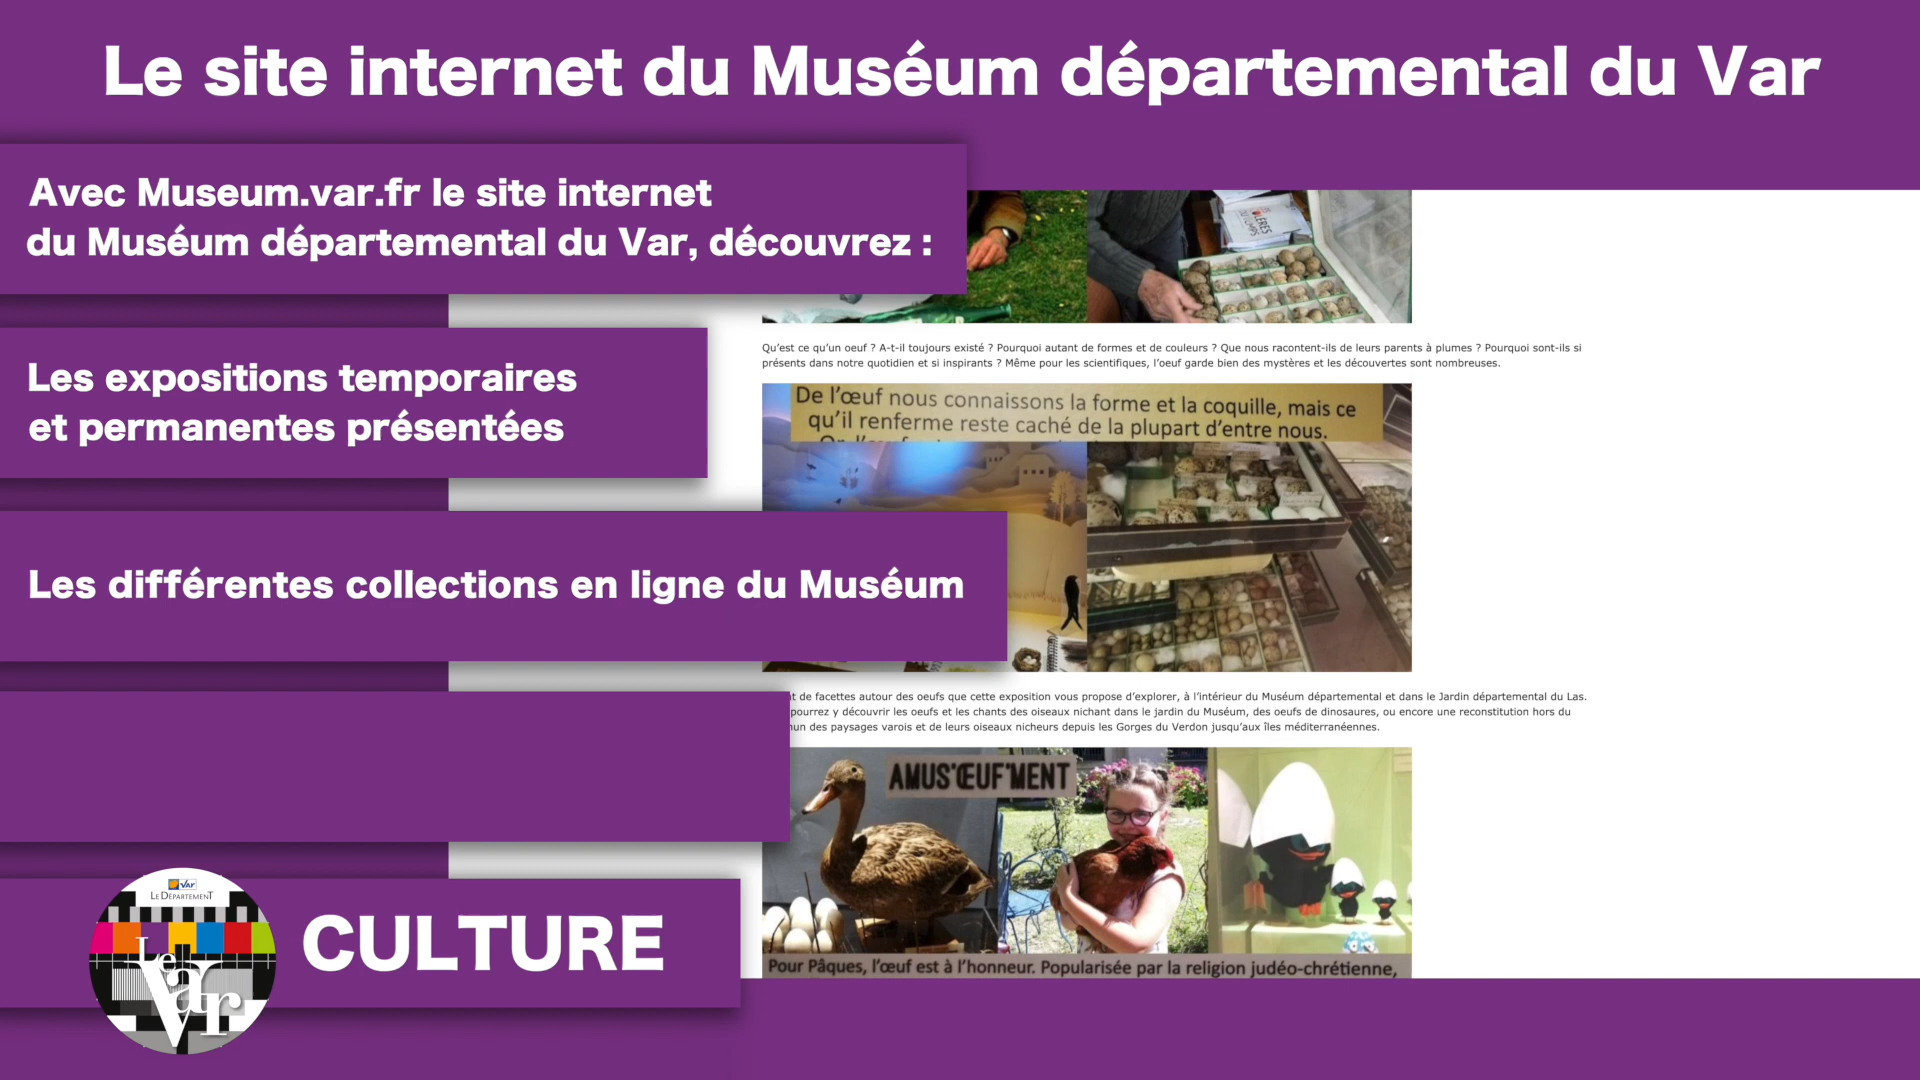 Le site internet du Muséum départemental du Var
Avec Museum.var.fr le site internet
du Muséum départemental du Var, découvrez :
Les expositions temporaires
et permanentes présentées
Les différentes collections en ligne du Muséum
Qu'est ce qu'un oeuf ? A-t-il toujours existé ? Pourquoi autant de formes et de couleurs ? Que nous racontent-ils de leurs parents à plumes ? Pourquoi sont-ils si
présents dans notre quotidien et si inspirants ? Même pour les scientifiques, l'oeuf garde bien des mystères et les découvertes sont nombreuses.
De l'œuf nous connaissons la forme et la coquille, mais ce
qu'il renferme reste caché de la plupart d'entre nous.
de facettes autour des oeufs que cette exposition vous propose d'explorer, à l'intérieur du Muséum départemental et dans le Jardin départemental du Las.
pourrez y découvrir les oeufs et les chants des oiseaux nichant dans le jardin du Muséum, des oeufs de dinosaures, ou encore une reconstitution hors du
des paysages varois et de leurs oiseaux nicheurs depuis les Gorges du Verdon jusqu'aux îles méditerranéennes.
AMUS'ŒUF'MENT
Pour Pâques, l'œuf est à l'honneur. Popularisée par la religion judéo-chrétienne,
VAr
LE DÉPARTEMENT
Le Var
CULTURE